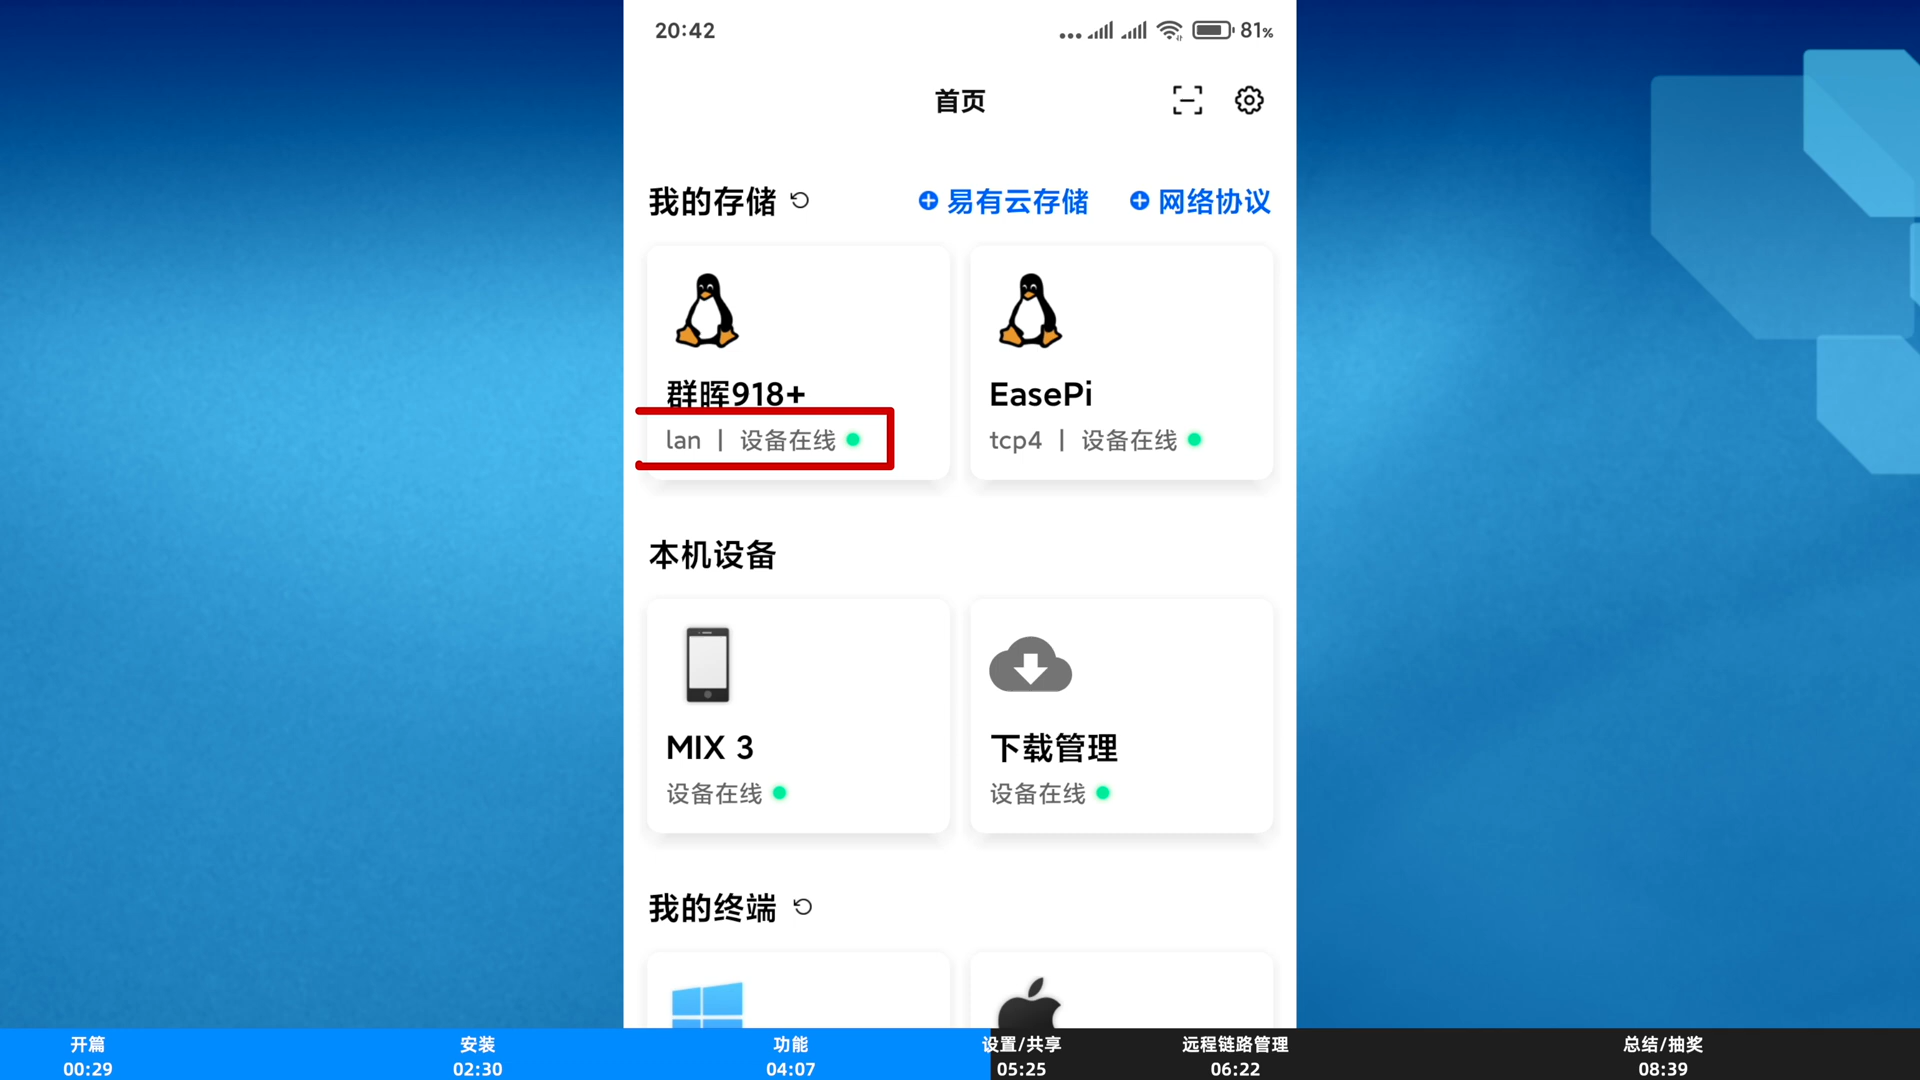 20:42
81%
首页
我的存储
易有云存储
网络协议
群晖918+
lan | 设备在线
EasePi
tcp4 | 设备在线
本机设备
MIX 3
设备在线
下载管理
设备在线
我的终端
开篇
00:29
安装
02:30
功能
04:07
设置/共享
05:25
远程链路管理
06:22
总结/抽奖
08:39